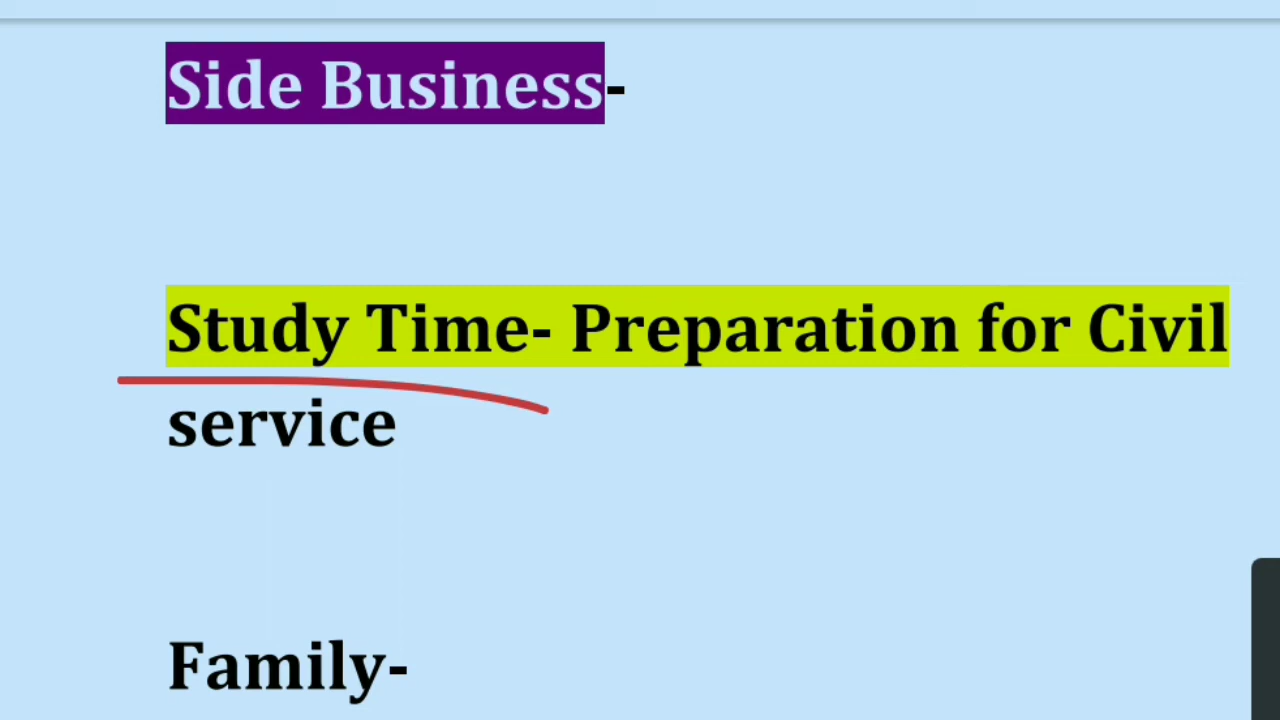 Side Business-
Study Time- Preparation for Civil
service
Family-